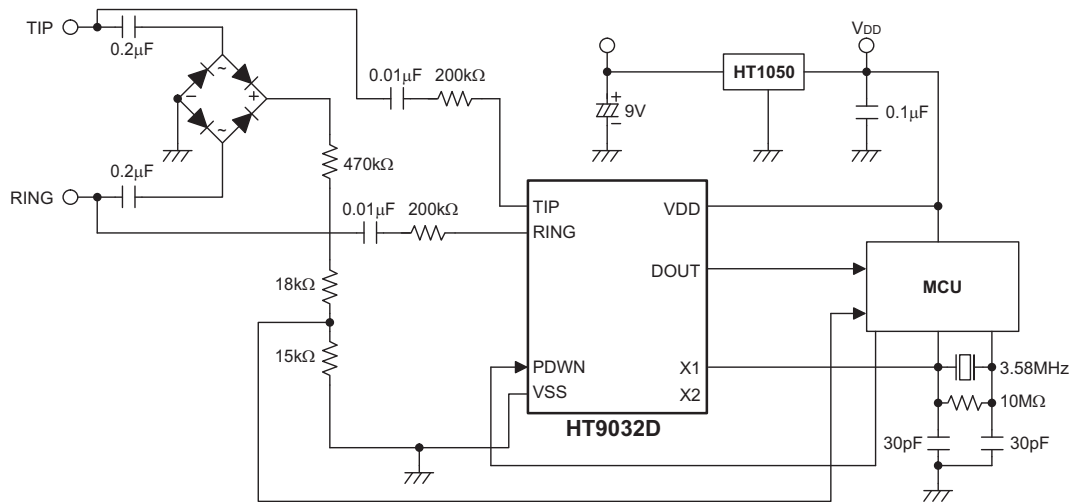 TIP
0.2μF
~
−
+
~
0.2μF
RING
0.01μF
200kΩ
470kΩ
0.01μF
200kΩ
18kΩ
15kΩ
+
−
9V
HT1050
VDD
0.1μF
TIP
RING
VDD
DOUT
PDWN
VSS
X1
X2
HT9032D
MCU
3.58MHz
10MΩ
30pF
30pF